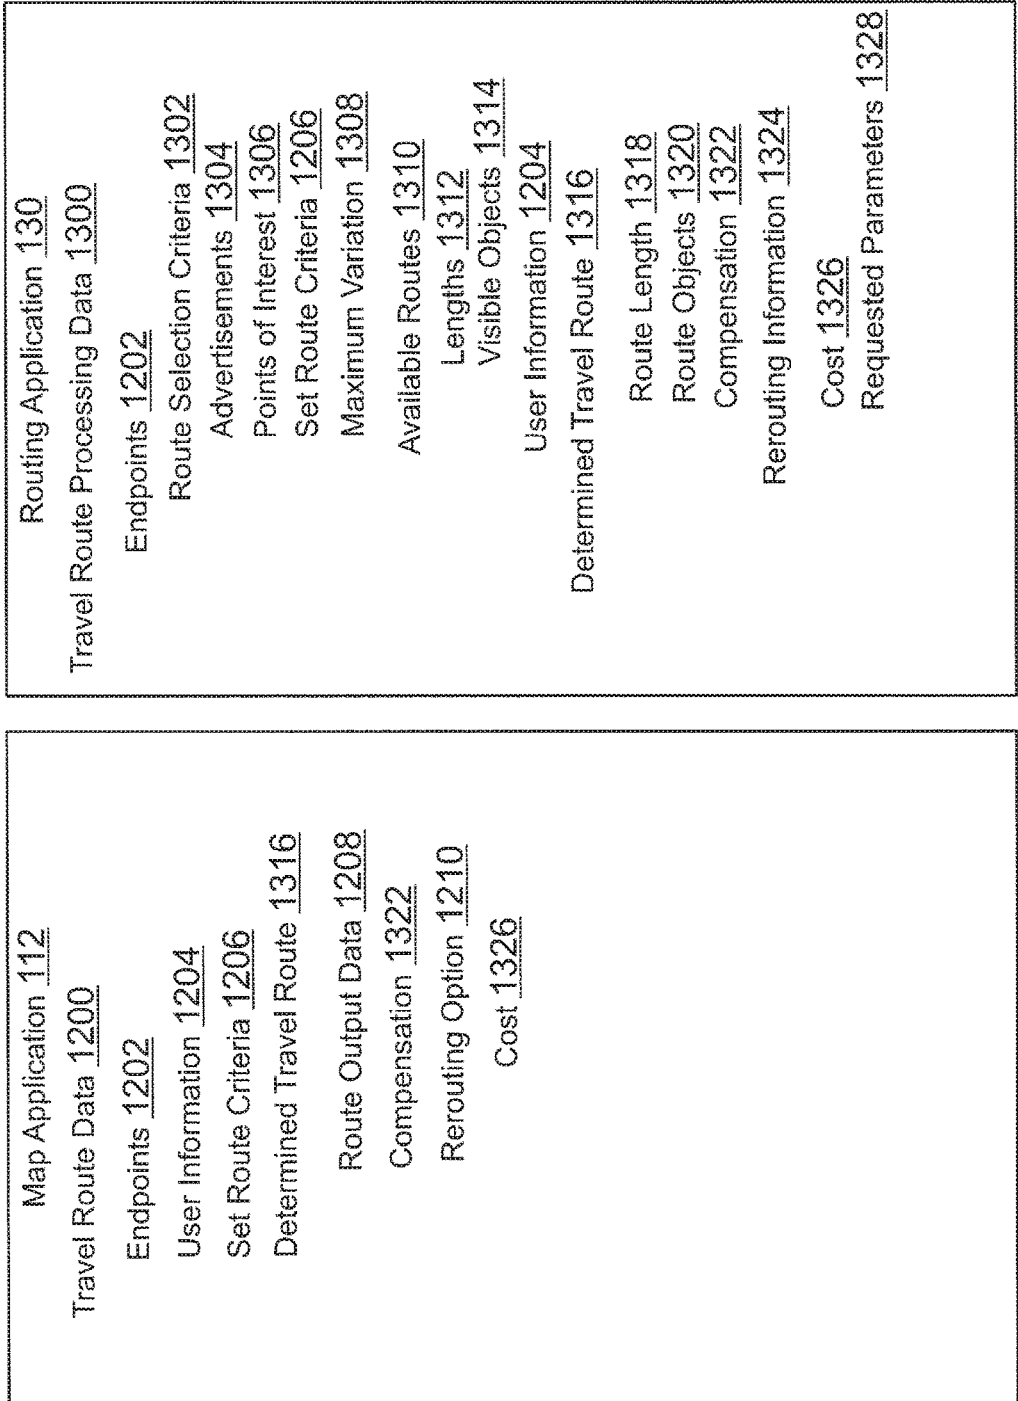 Map Application 112
Travel Route Data 1200
Endpoints 1202
User Information 1204
Set Route Criteria 1206
Determined Travel Route 1316
Route Output Data 1208
Compensation 1322
Rerouting Option 1210
Cost 1326
Routing Application 130
Travel Route Processing Data 1300
Endpoints 1202
Route Selection Criteria 1302
Advertisements 1304
Points of Interest 1306
Set Route Criteria 1206
Maximum Variation 1308
Available Routes 1310
Lengths 1312
Visible Objects 1314
User Information 1204
Determined Travel Route 1316
Route Length 1318
Route Objects 1320
Compensation 1322
Rerouting Information 1324
Cost 1326
Requested Parameters 1328